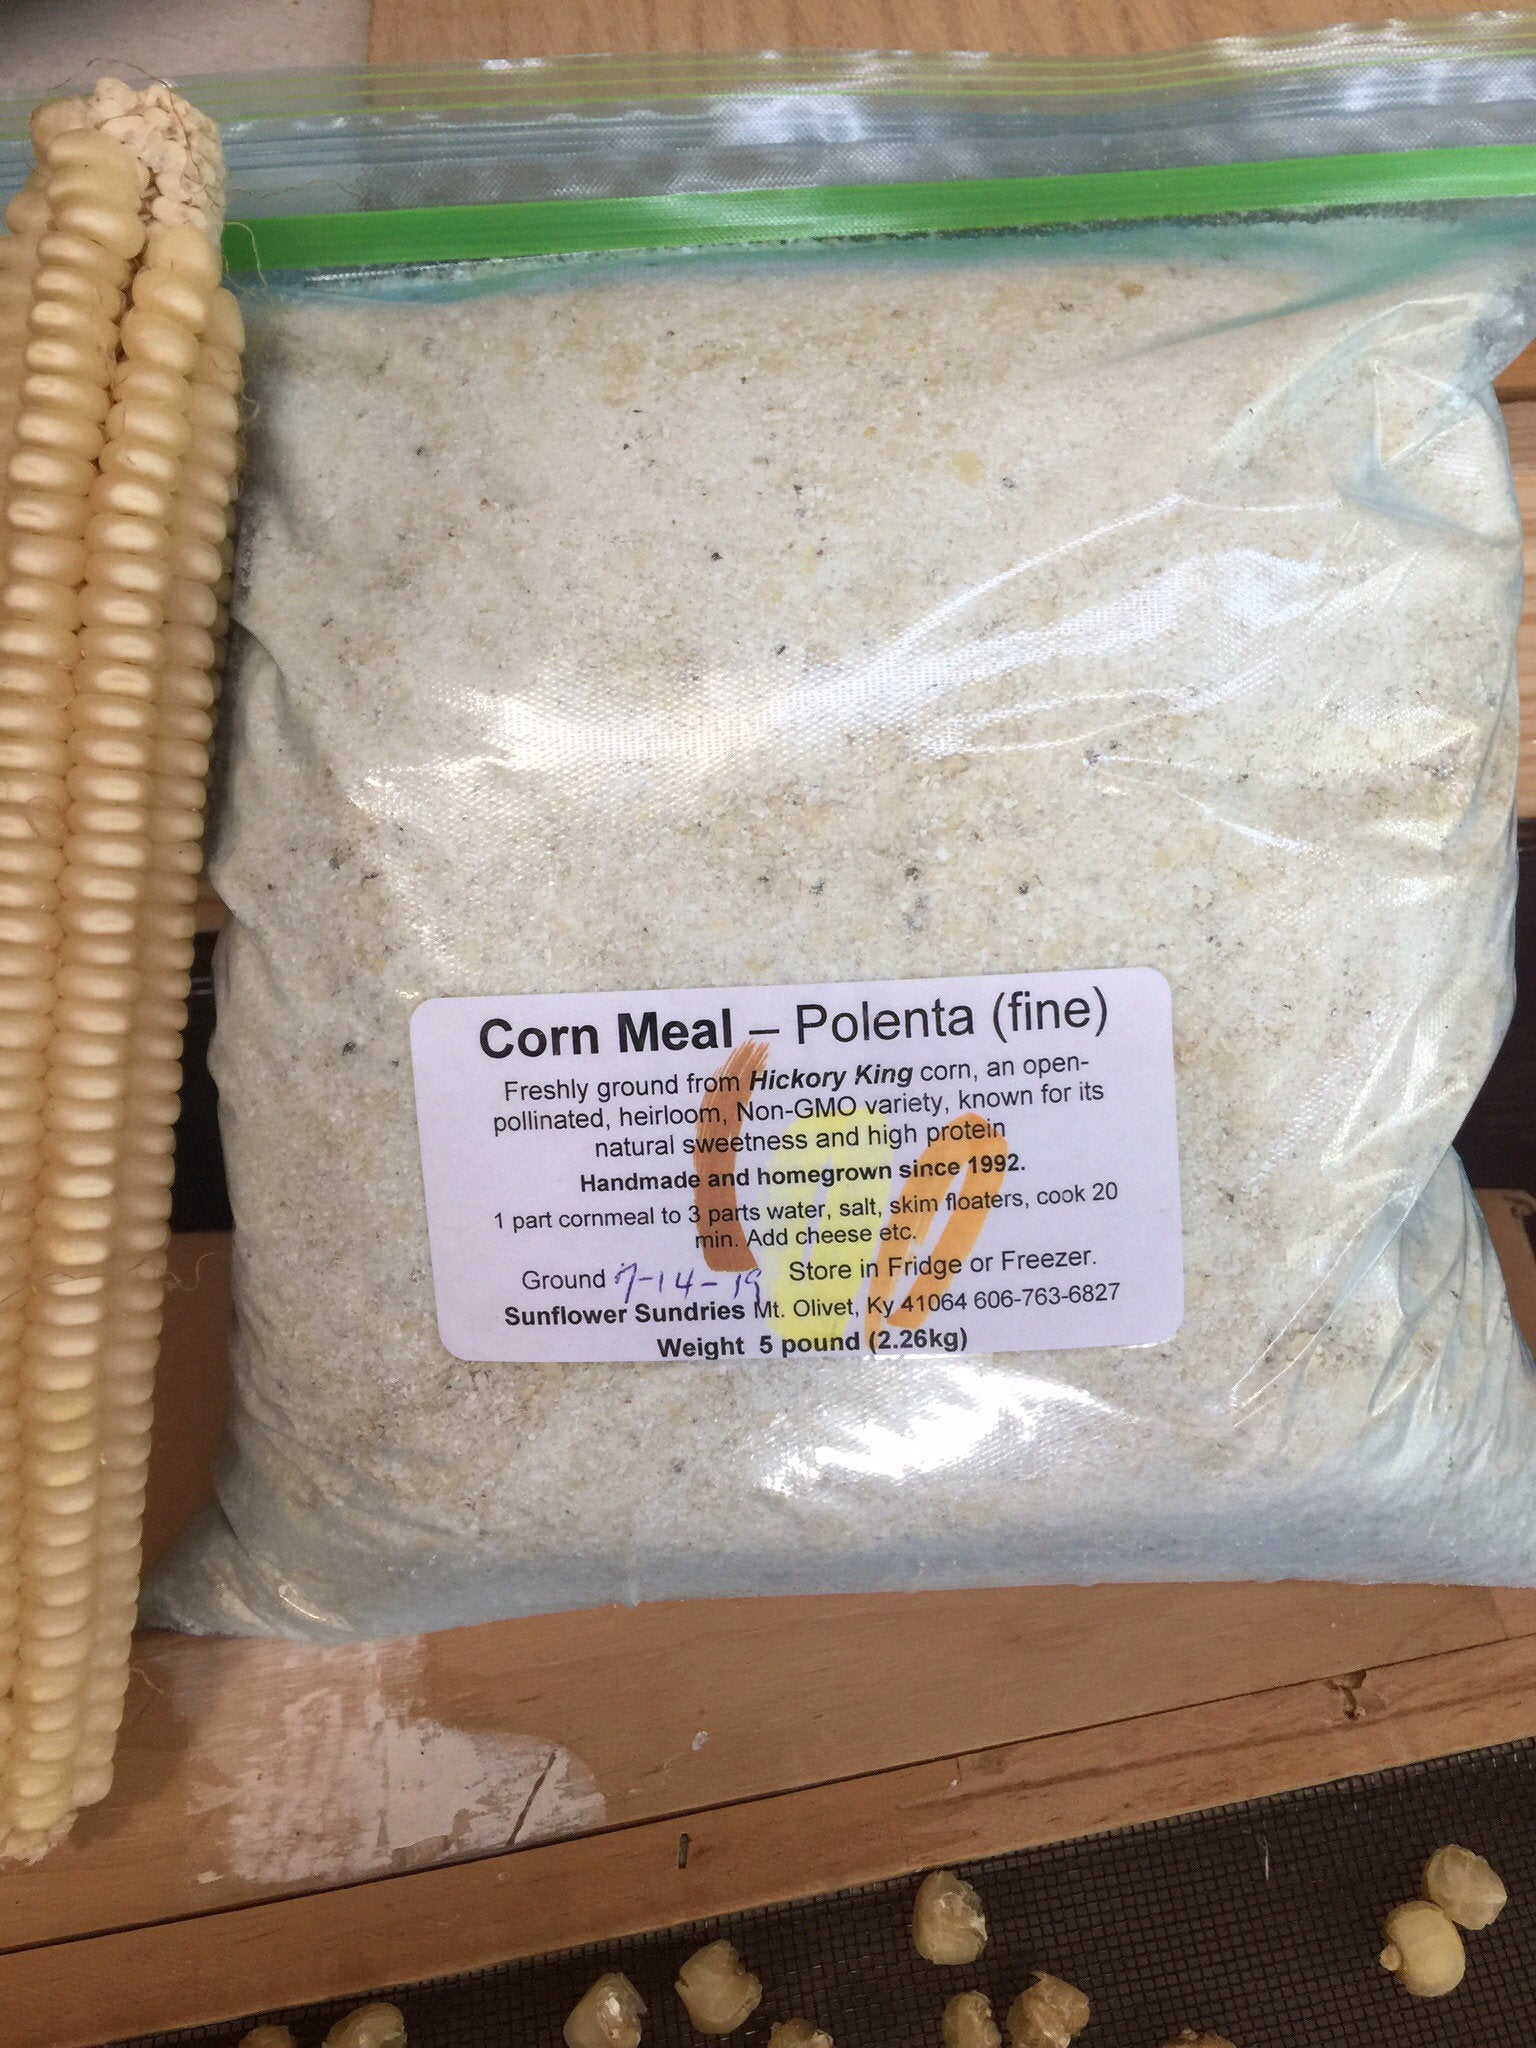 Corn Meal – Polenta (fine)
Freshly ground from Hickory King corn, an open-
pollinated, heirloom, Non-GMO variety, known for its
natural sweetness and high protein
Handmade and homegrown since 1992.
1 part cornmeal to 3 parts water, salt, skim floaters, cook 20
min. Add cheese etc.
Ground 7-14-19 Store in Fridge or Freezer.
Sunflower Sundries Mt. Olivet, Ky 41064 606-763-6827
Weight 5 pound (2.26kg)